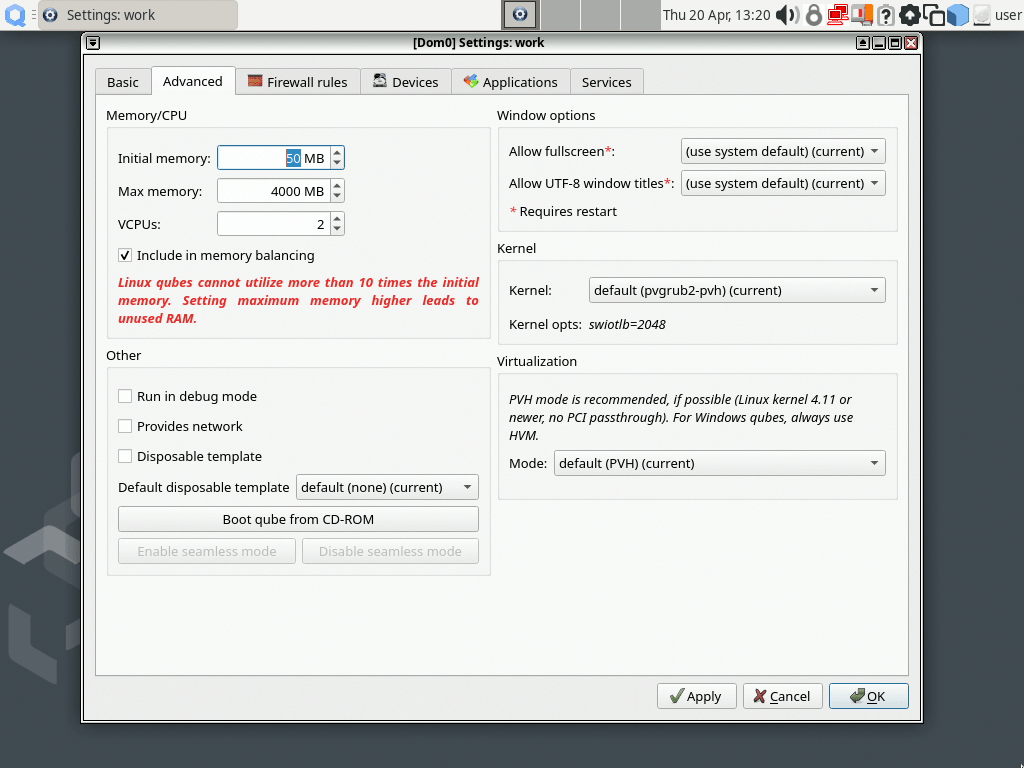 Settings: work
Thu 20 Apr, 13:20
user
[Dom0] Settings: work
Basic
Advanced
Firewall rules
Devices
Applications
Services
Memory/CPU
Initial memory:
50 MB
Max memory:
4000 MB
VCPUs:
2
Include in memory balancing
Linux qubes cannot utilize more than 10 times the initial
memory. Setting maximum memory higher leads to
unused RAM.
Other
Run in debug mode
Provides network
Disposable template
Default disposable template
default (none) (current)
Boot qube from CD-ROM
Enable seamless mode
Disable seamless mode
Window options
Allow fullscreen*:
(use system default) (current)
Allow UTF-8 window titles*:
(use system default) (current)
* Requires restart
Kernel
Kernel:
default (pvgrub2-pvh) (current)
Kernel opts: swiotlb=2048
Virtualization
PVH mode is recommended, if possible (Linux kernel 4.11 or
newer, no PCI passthrough). For Windows qubes, always use
HVM.
Mode:
default (PVH) (current)
Apply
Cancel
OK